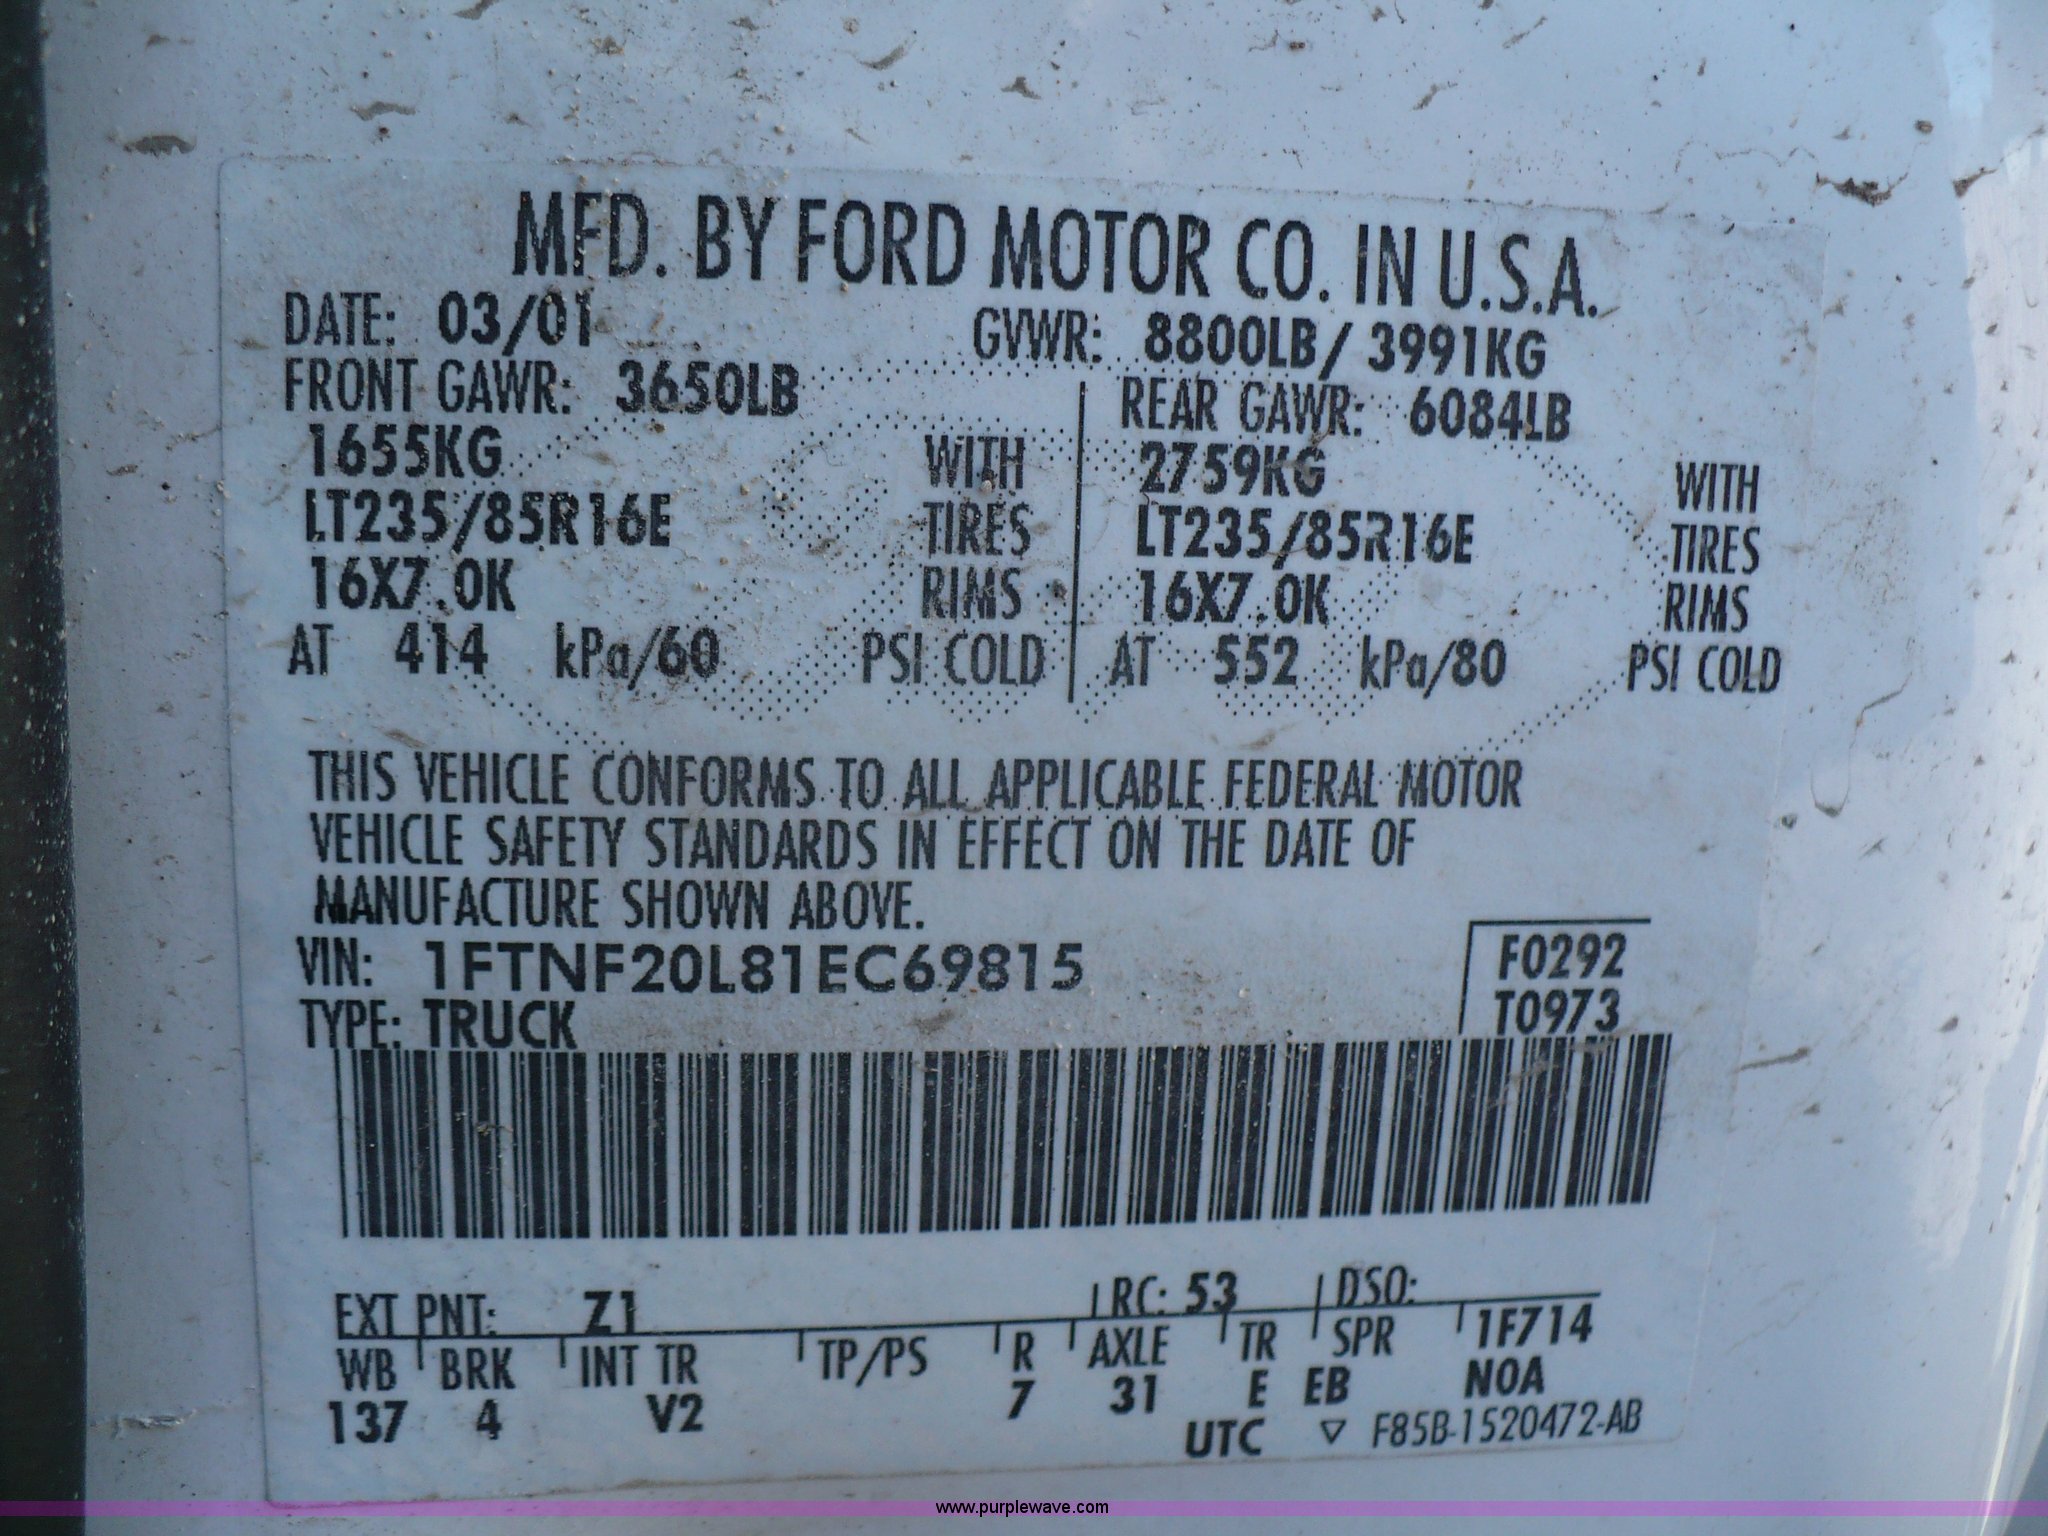 MFD. BY FORD MOTOR CO. IN U.S.A.
DATE: 03/01 GVWR: 8800LB/ 3991KG
FRONT GAWR: 3650LB REAR GAWR: 6084LB
1655KG WITH 2759KG WITH
LT235/85R16E TIRES LT235/85R16E TIRES
16X7.0K RIMS 16X7.0K RIMS
AT 414 kPa/60 PSI COLD AT 552 kPa/80 PSI COLD
THIS VEHICLE CONFORMS TO ALL APPLICABLE FEDERAL MOTOR
VEHICLE SAFETY STANDARDS IN EFFECT ON THE DATE OF
MANUFACTURE SHOWN ABOVE.
VIN: 1FTNF20L81EC69815 F0292
TYPE: TRUCK T0973
EXT PNT: Z1 RC: 53 DSO:
WB BRK INT TR TP/PS R AXLE TR SPR 1F714
137 4 V2 7 31 E EB NOA
UTC ▽ F85B-1520472-AB
www.purplewave.com